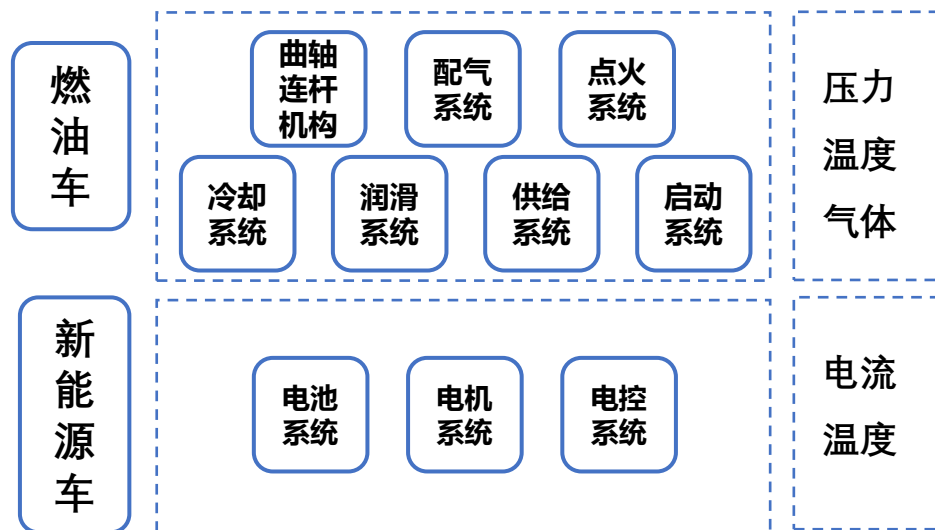 燃
油
车
曲轴
连杆
机构
配气
系统
点火
系统
冷却
系统
润滑
系统
供给
系统
启动
系统
压力
温度
气体
新
能
源
车
电池
系统
电机
系统
电控
系统
电流
温度